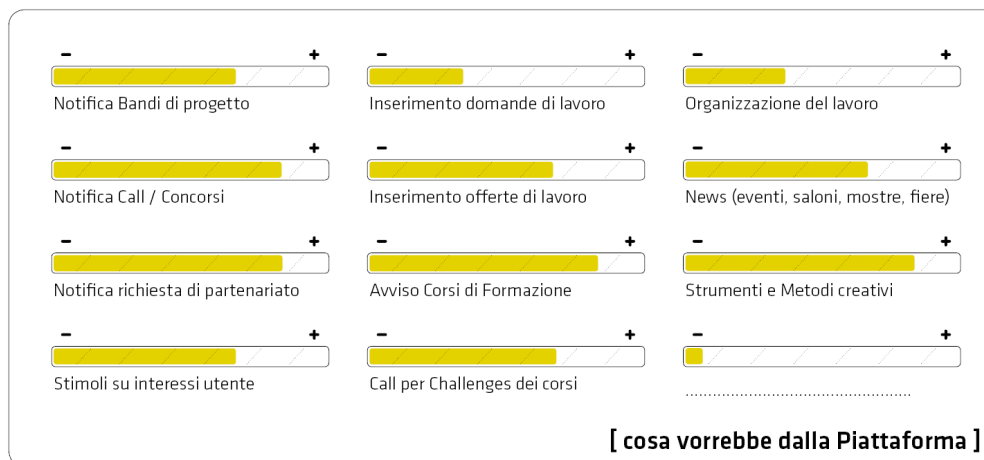 - +
- +
- +
Notifica Bandi di progetto
Inserimento domande di lavoro
Organizzazione del lavoro
- +
- +
- +
Notifica Call / Concorsi
Inserimento offerte di lavoro
News (eventi, saloni, mostre, fiere)
- +
- +
- +
Notifica richiesta di partenariato
Avviso Corsi di Formazione
Strumenti e Metodi creativi
- +
- +
- +
Stimoli su interessi utente
Call per Challenges dei corsi
................................................
[ cosa vorrebbe dalla Piattaforma ]